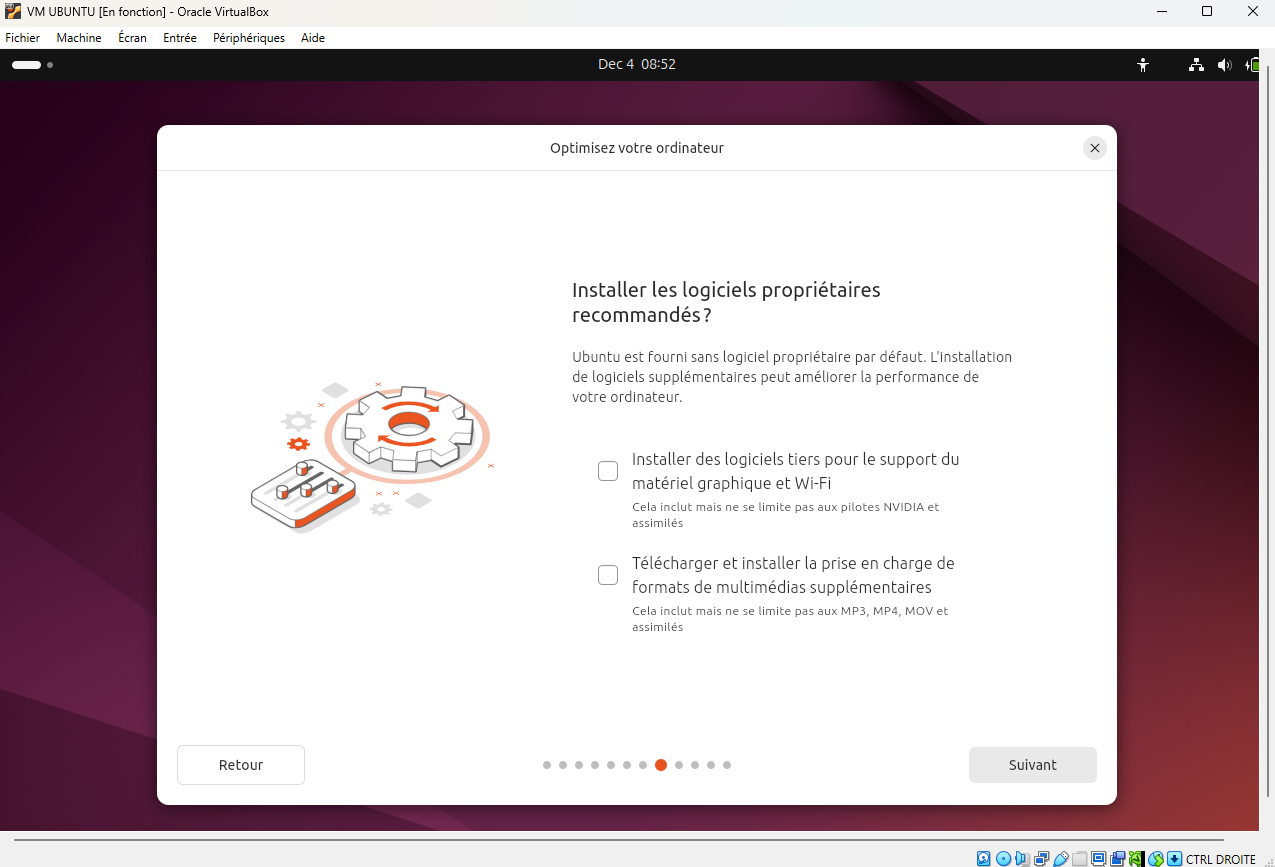 VM UBUNTU [En fonction] - Oracle VirtualBox
Fichier Machine Écran Entrée Périphériques Aide
Dec 4 08:52
Optimisez votre ordinateur
Installer les logiciels propriétaires
recommandés ?
Ubuntu est fourni sans logiciel propriétaire par défaut. L'installation
de logiciels supplémentaires peut améliorer la performance de
votre ordinateur.
Installer des logiciels tiers pour le support du
matériel graphique et Wi-Fi
Cela inclut mais ne se limite pas aux pilotes NVIDIA et
assimilés
Télécharger et installer la prise en charge de
formats de multimédias supplémentaires
Cela inclut mais ne se limite pas aux MP3, MP4, MOV et
assimilés
Retour
Suivant
CTRL DROITE